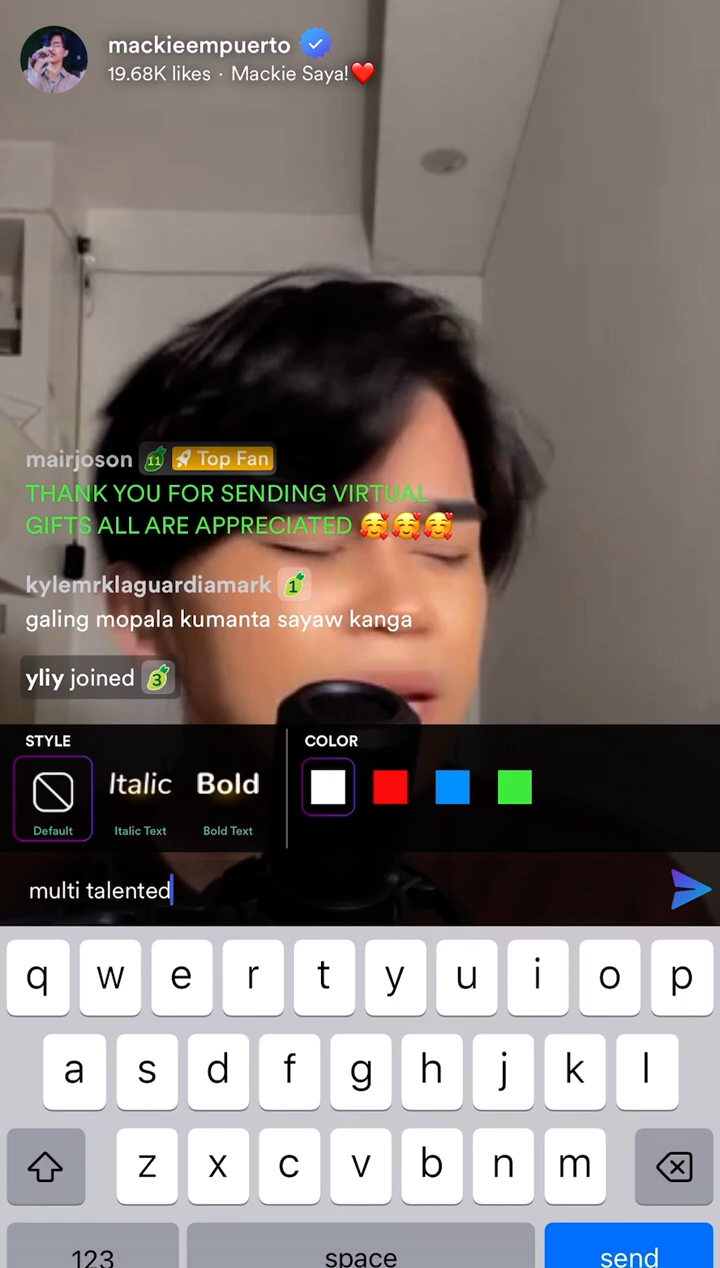 mackieempuerto
19.68K likes · Mackie Saya!❤️
mairjoson 11 Top Fan
THANK YOU FOR SENDING VIRTUAL
GIFTS ALL ARE APPRECIATED 🥰🥰🥰
kylemrklaguardiamark 1
galing mopala kumanta sayaw kanga
yliy joined 3
STYLE COLOR
Italic Bold
Default Italic Text Bold Text
multi talented
q w e r t y u i o p
a s d f g h j k l
z x c v b n m
123 space send